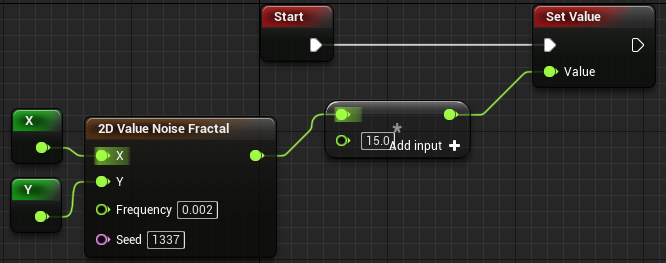 Start
Set Value
Value
X
2D Value Noise Fractal
*
15.0
Add input +
X
Y
Y
Frequency 0.002
Seed 1337